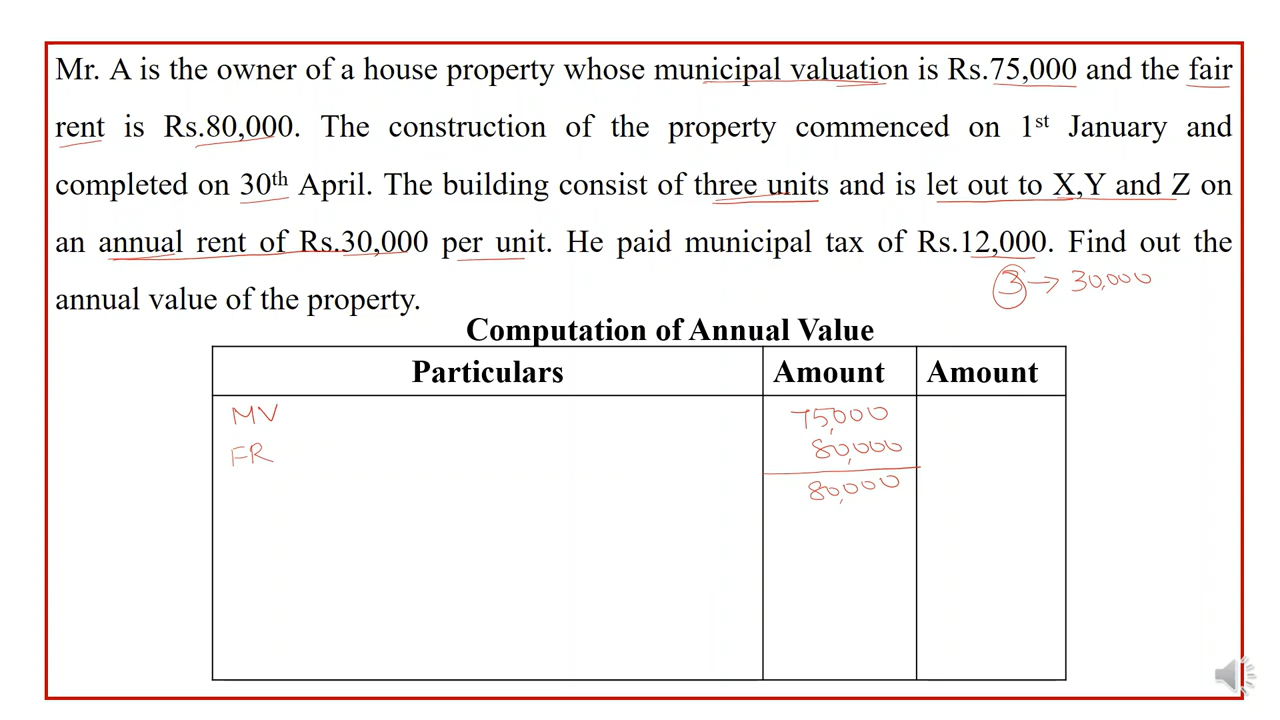 Mr. A is the owner of a house property whose municipal valuation is Rs.75,000 and the fair
rent is Rs.80,000. The construction of the property commenced on 1st January and
completed on 30th April. The building consist of three units and is let out to X,Y and Z on
an annual rent of Rs.30,000 per unit. He paid municipal tax of Rs.12,000. Find out the
3 → 30,000
annual value of the property.
Computation of Annual Value
Particulars Amount Amount
MV 75,000
FR 80,000
80,000